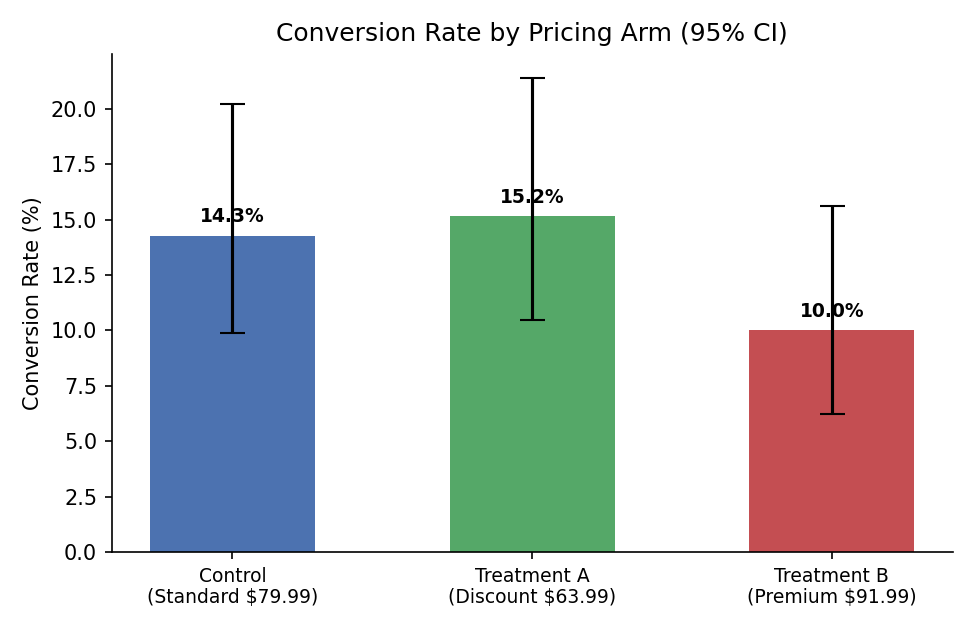 Conversion Rate by Pricing Arm (95% CI)
Conversion Rate (%)
20.0
17.5
15.0
12.5
10.0
7.5
5.0
2.5
0.0
14.3%
15.2%
10.0%
Control
(Standard $79.99)
Treatment A
(Discount $63.99)
Treatment B
(Premium $91.99)